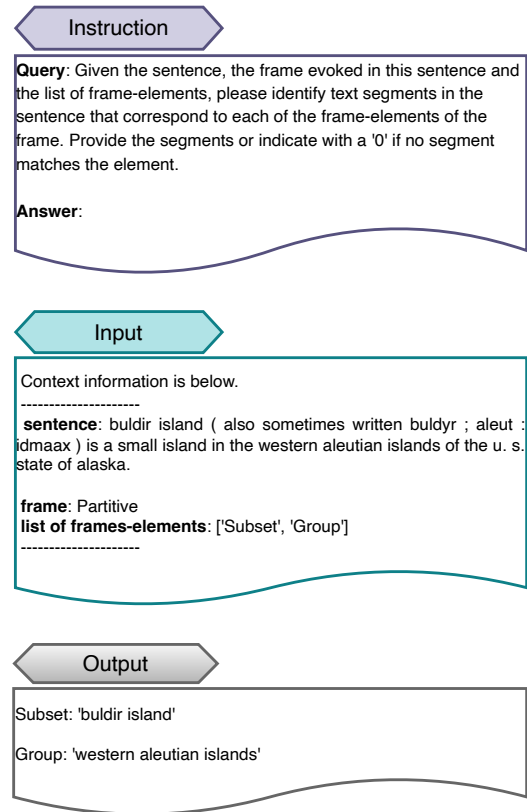 Instruction
Query: Given the sentence, the frame evoked in this sentence and
the list of frame-elements, please identify text segments in the
sentence that correspond to each of the frame-elements of the
frame. Provide the segments or indicate with a '0' if no segment
matches the element.
Answer:
Input
Context information is below.
---------------------
sentence: buldir island ( also sometimes written buldyr ; aleut :
idmaax ) is a small island in the western aleutian islands of the u. s.
state of alaska.
frame: Partitive
list of frames-elements: ['Subset', 'Group']
---------------------
Output
Subset: 'buldir island'
Group: 'western aleutian islands'